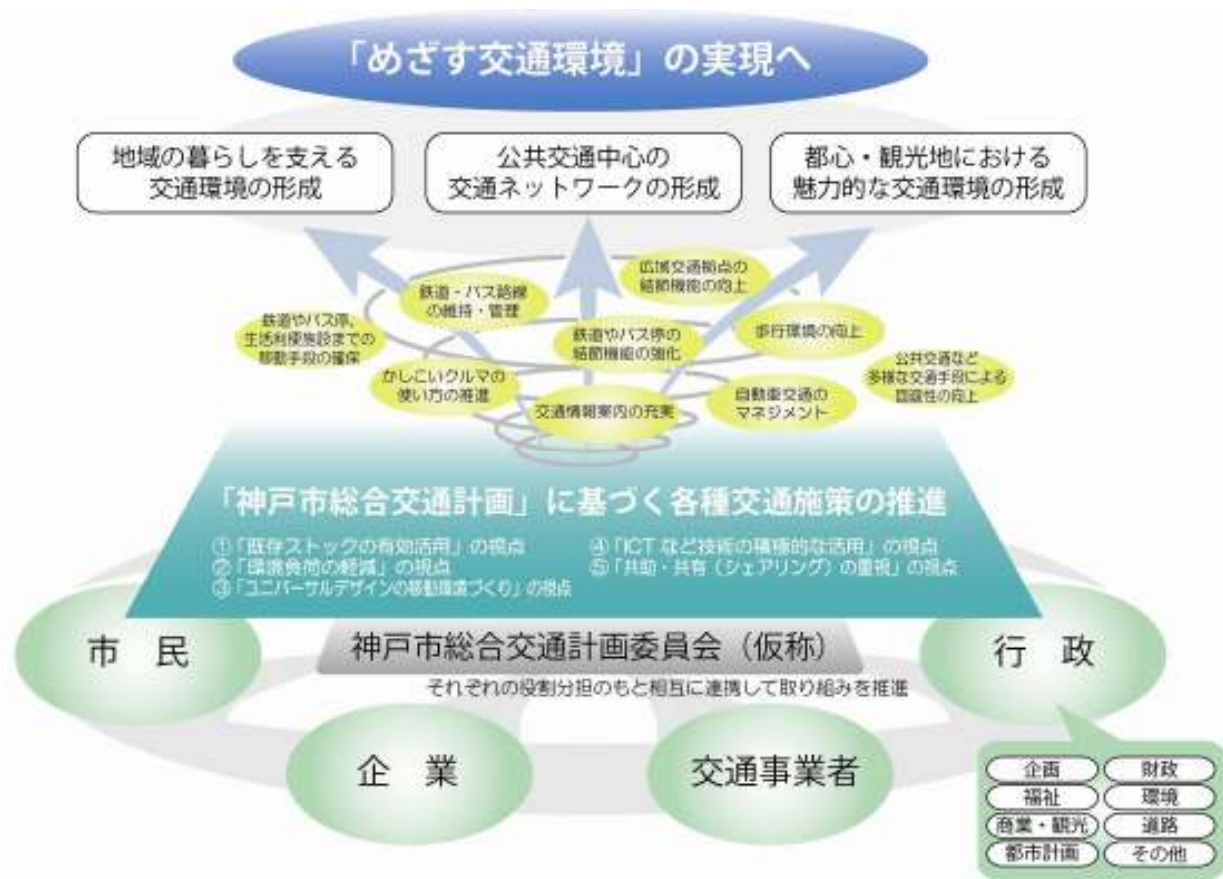 「めざす交通環境」の実現へ
地域の暮らしを支える
交通環境の形成
公共交通中心の
交通ネットワークの形成
都心・観光地における
魅力的な交通環境の形成
広域交通拠点の
結節機能の向上
鉄道・バス路線
の維持・管理
鉄道やバス停、
生活利便施設までの
移動手段の確保
鉄道やバス停の
結節機能の強化
歩行環境の向上
かしこいクルマの
使い方の推進
公共交通など
多様な交通手段による
回遊性の向上
自動車交通の
マネジメント
交通情報案内の充実
「神戸市総合交通計画」に基づく各種交通施策の推進
①「既存ストックの有効活用」の視点
②「環境負荷の軽減」の視点
③「ユニバーサルデザインの移動環境づくり」の視点
④「ICTなど技術の積極的な活用」の視点
⑤「共助・共有（シェアリング）の重視」の視点
市 民
神戸市総合交通計画委員会（仮称）
行 政
それぞれの役割分担のもと相互に連携して取り組みを推進
企 業
交通事業者
企画
財政
福祉
環境
商業・観光
道路
都市計画
その他